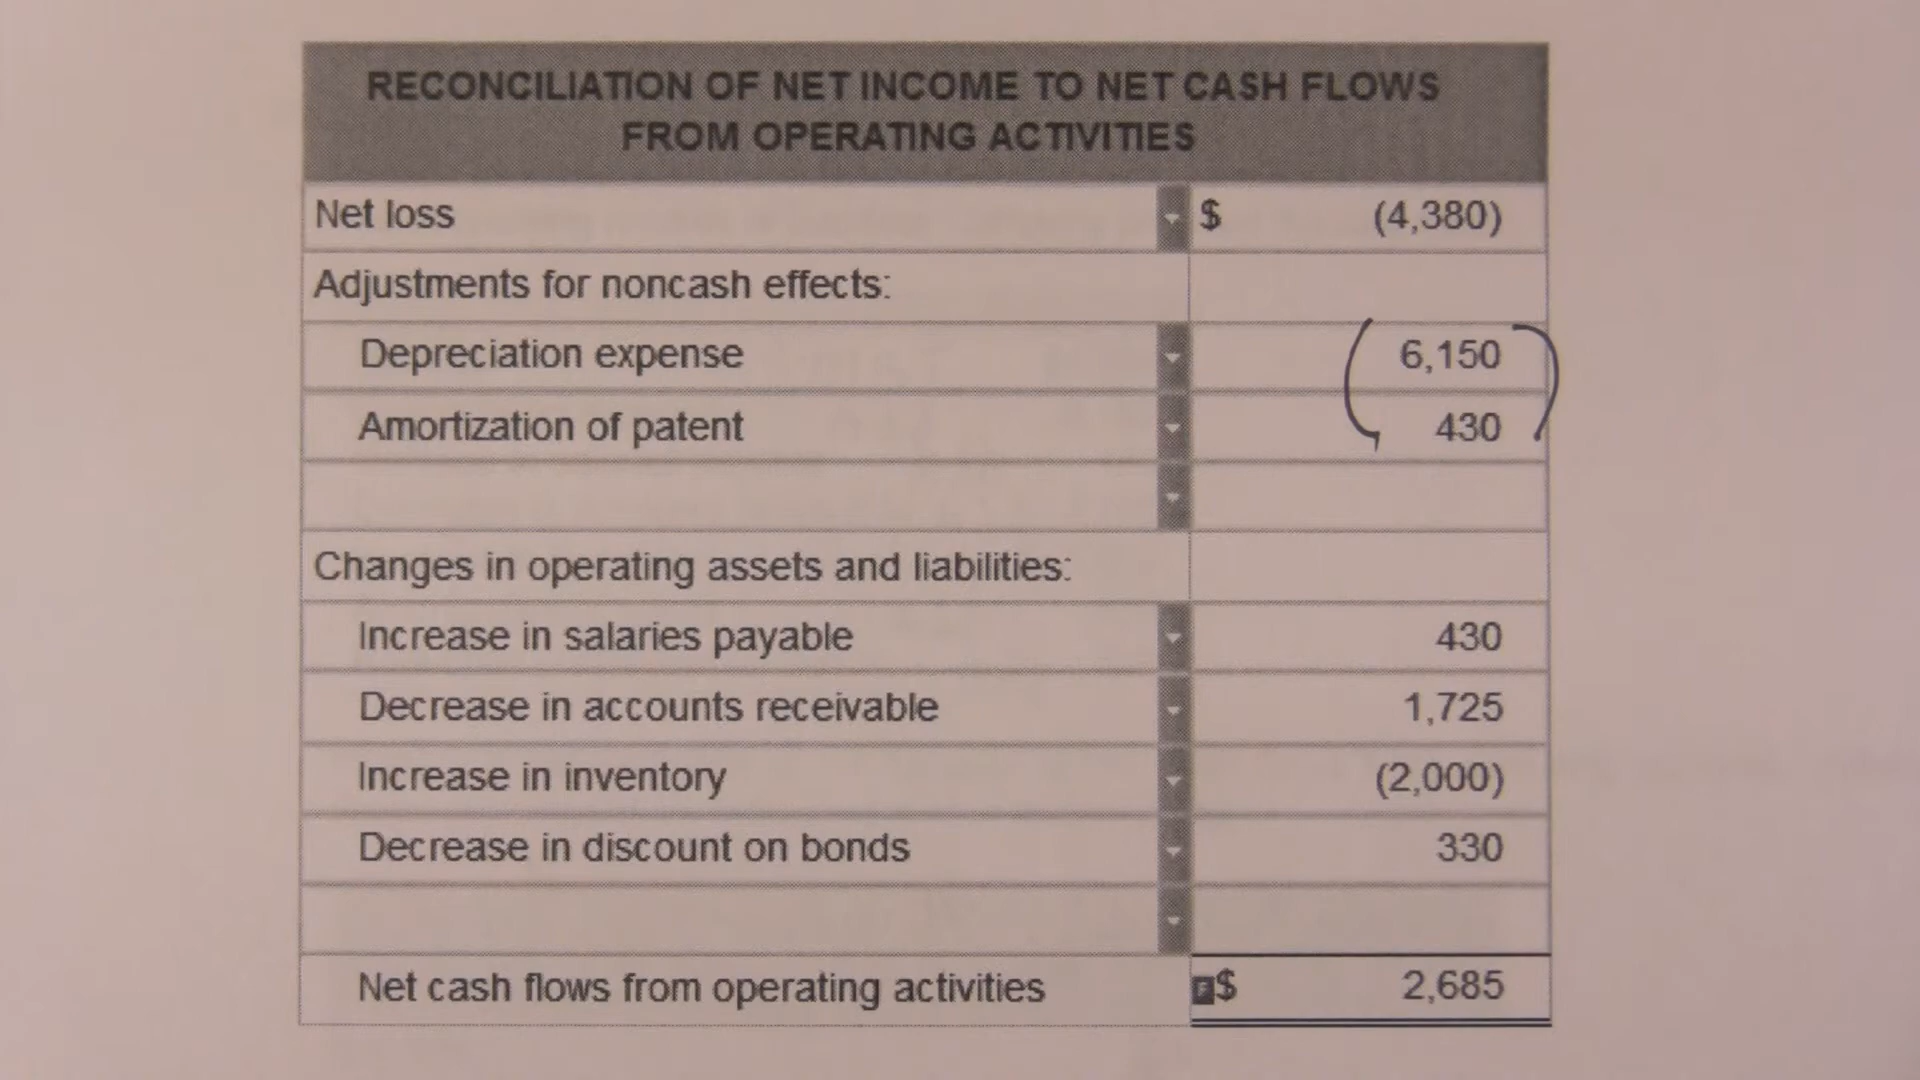 RECONCILIATION OF NET INCOME TO NET CASH FLOWS
FROM OPERATING ACTIVITIES
Net loss $ (4,380)
Adjustments for noncash effects:
Depreciation expense 6,150
Amortization of patent 430
Changes in operating assets and liabilities:
Increase in salaries payable 430
Decrease in accounts receivable 1,725
Increase in inventory (2,000)
Decrease in discount on bonds 330
Net cash flows from operating activities F$ 2,685